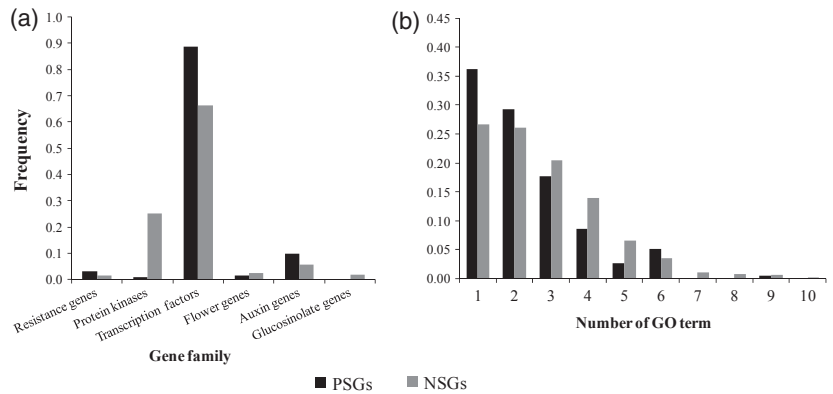 (a)
1.0
0.9
0.8
0.7
0.6
0.5
0.4
0.3
0.2
0.1
0.0
Frequency
Resistance genes
Protein kinases
Transcription factors
Flower genes
Auxin genes
Glucosinolate genes
Gene family
(b)
0.45
0.40
0.35
0.30
0.25
0.20
0.15
0.10
0.05
0.00
1 2 3 4 5 6 7 8 9 10
Number of GO term
PSGs NSGs